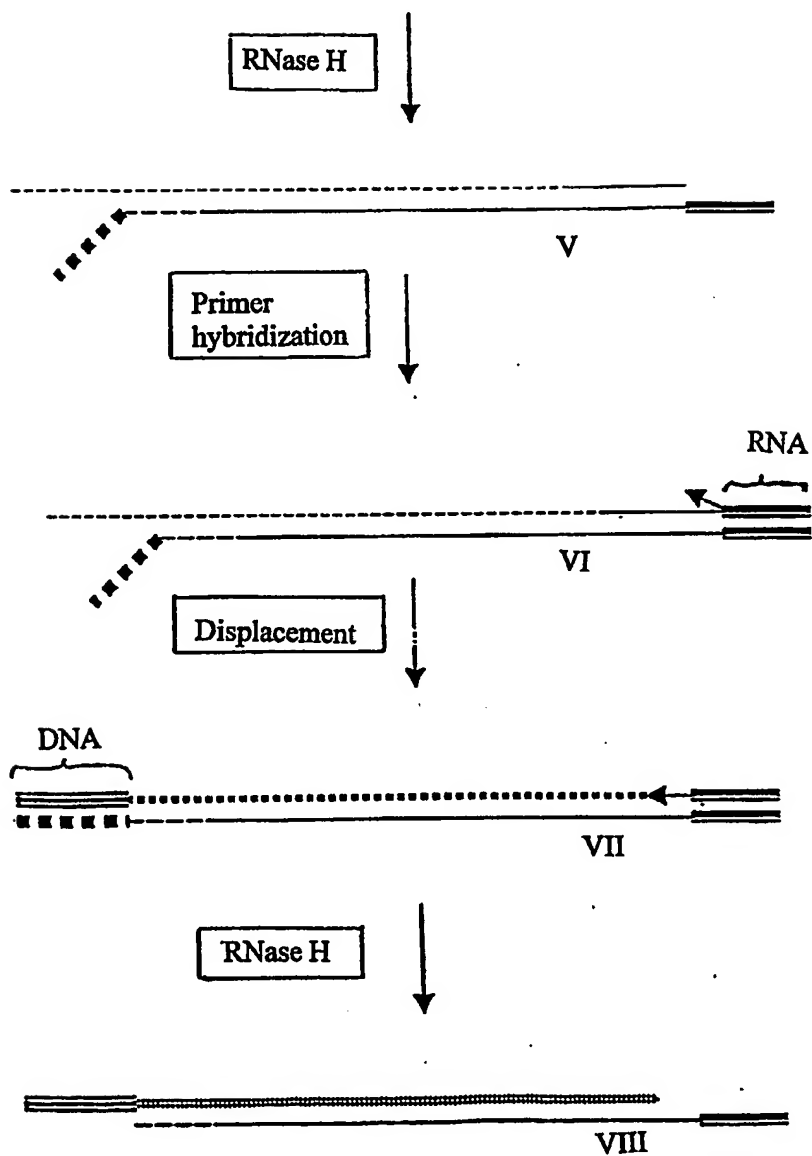 RNase H
V
Primer
hybridization
RNA
VI
Displacement
DNA
VII
RNase H
VIII